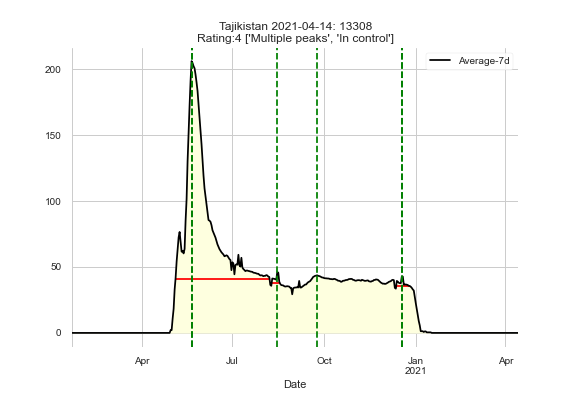 Tajikistan 2021-04-14: 13308
Rating:4 ['Multiple peaks', 'In control']
Average-7d
200
150
100
50
0
Apr
Jul
Oct
Jan
2021
Apr
Date